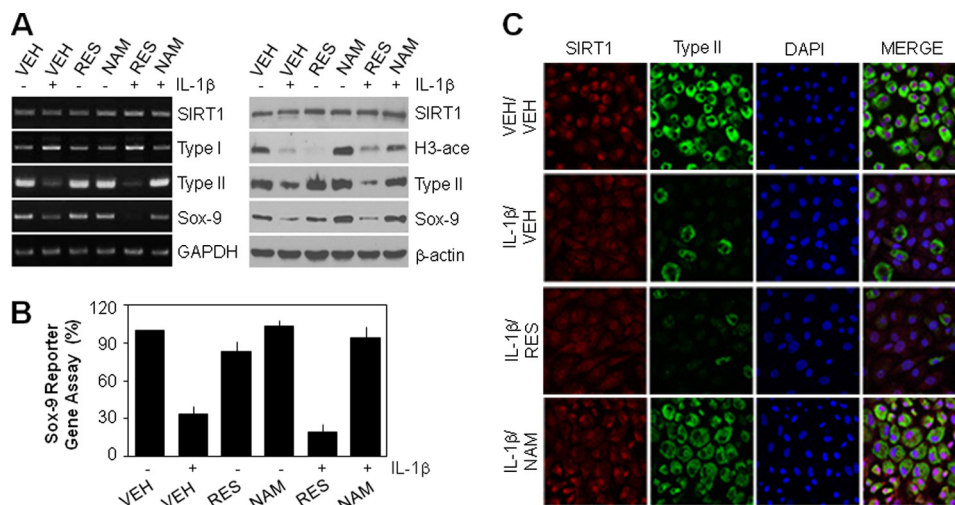 A
VEH VEH RES NAM RES NAM
- + - - + + IL-1β
SIRT1
Type I
Type II
Sox-9
GAPDH
VEH VEH RES NAM RES NAM
- + - - + + IL-1β
SIRT1
H3-ace
Type II
Sox-9
β-actin
B
Sox-9 Reporter
Gene Assay (%)
120
90
60
30
0
- + - - + + IL-1β
VEH VEH RES NAM RES NAM
C
SIRT1 Type II DAPI MERGE
VEH/
VEH
IL-1β/
VEH
IL-1β/
RES
IL-1β/
NAM